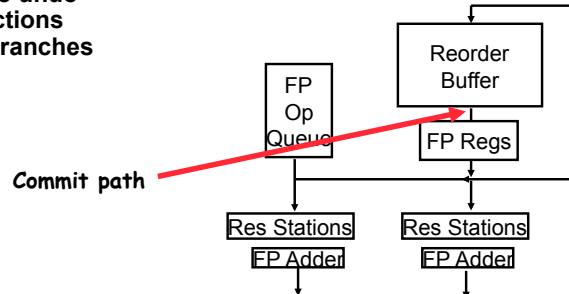 undo
ctions
ranches
Reorder
Buffer
FP
Op
Queue
FP Regs
Commit path
Res Stations
Res Stations
FP Adder
FP Adder